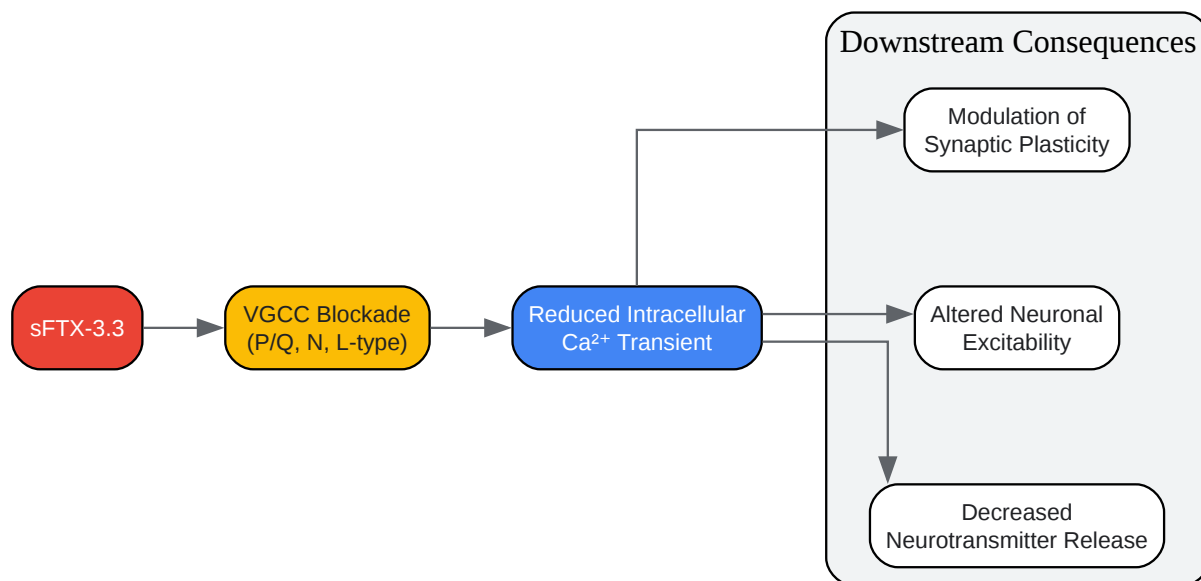 Downstream Consequences
Modulation of
Synaptic Plasticity
sFTX-3.3
VGCC Blockade
(P/Q, N, L-type)
Reduced Intracellular
Ca²⁺ Transient
Altered Neuronal
Excitability
Decreased
Neurotransmitter Release